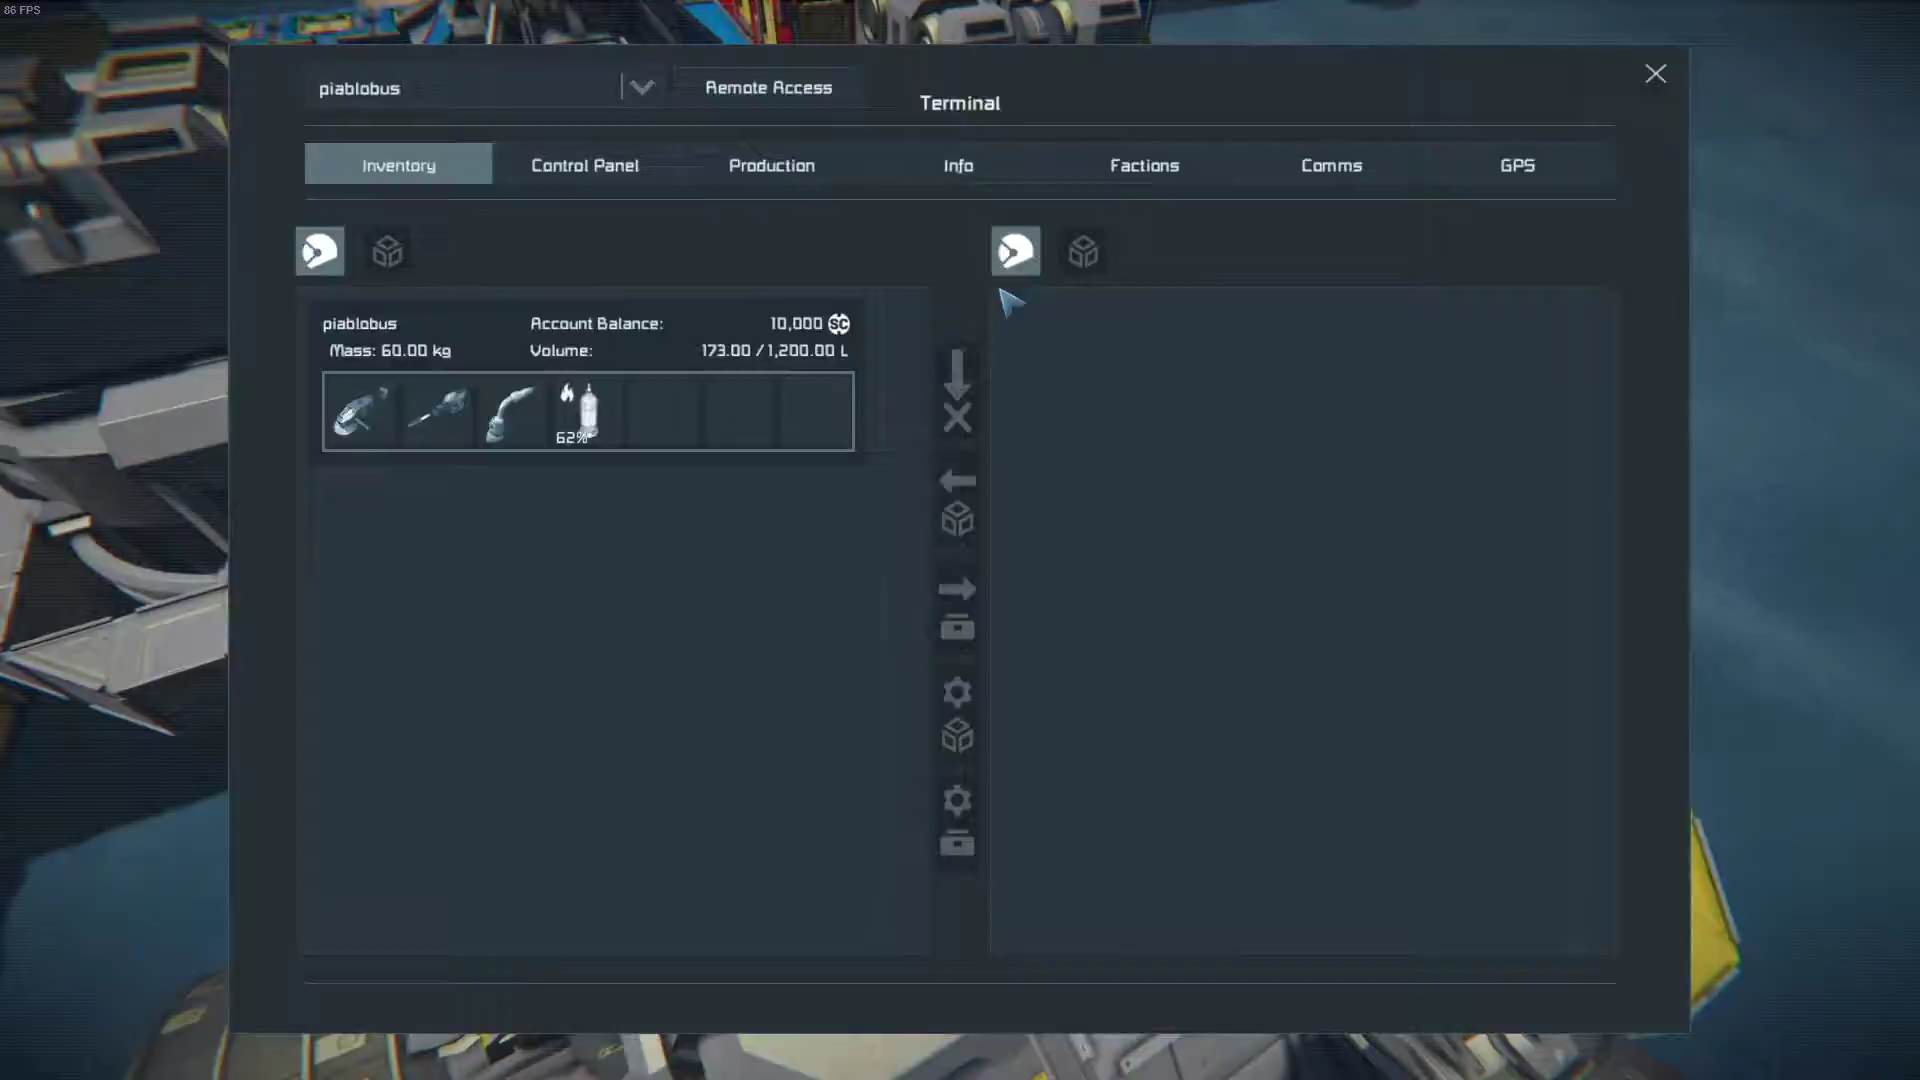 86 FPS
piablobus
Remote Access
Terminal
Inventory
Control Panel
Production
Info
Factions
Comms
GPS
piablobus
Account Balance:
10,000 SC
Mass: 60.00 kg
Volume:
173.00 / 1,200.00 L
62%